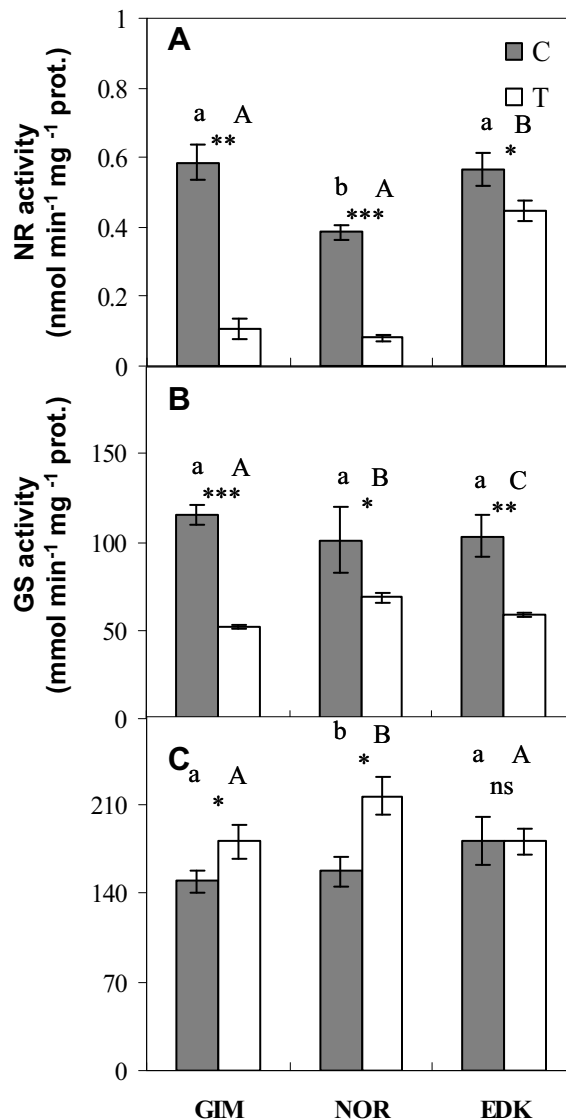 1
A
C
a A
T
a B
0.8
**
*
0.6
b A
***
0.4
0.2
0
NR activity
(nmol min-1 mg -1 prot.)
B
150
a A
a B
a C
***
*
**
100
50
0
GS activity
(mmol min-1 mg -1 prot.)
C
b B
a A
a A
*
ns
210
*
140
70
0
GIM NOR EDK